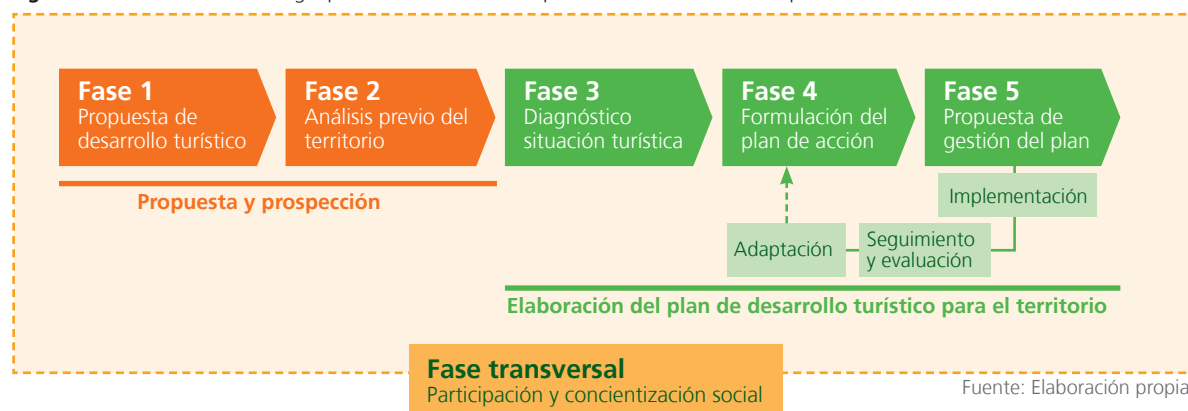 Fase 1
Propuesta de
desarrollo turístico
Fase 2
Análisis previo del
territorio
Fase 3
Diagnóstico
situación turística
Fase 4
Formulación del
plan de acción
Fase 5
Propuesta de
gestión del plan
Propuesta y prospección
Implementación
Adaptación
Seguimiento
y evaluación
Elaboración del plan de desarrollo turístico para el territorio
Fase transversal
Participación y concientización social
Fuente: Elaboración propia